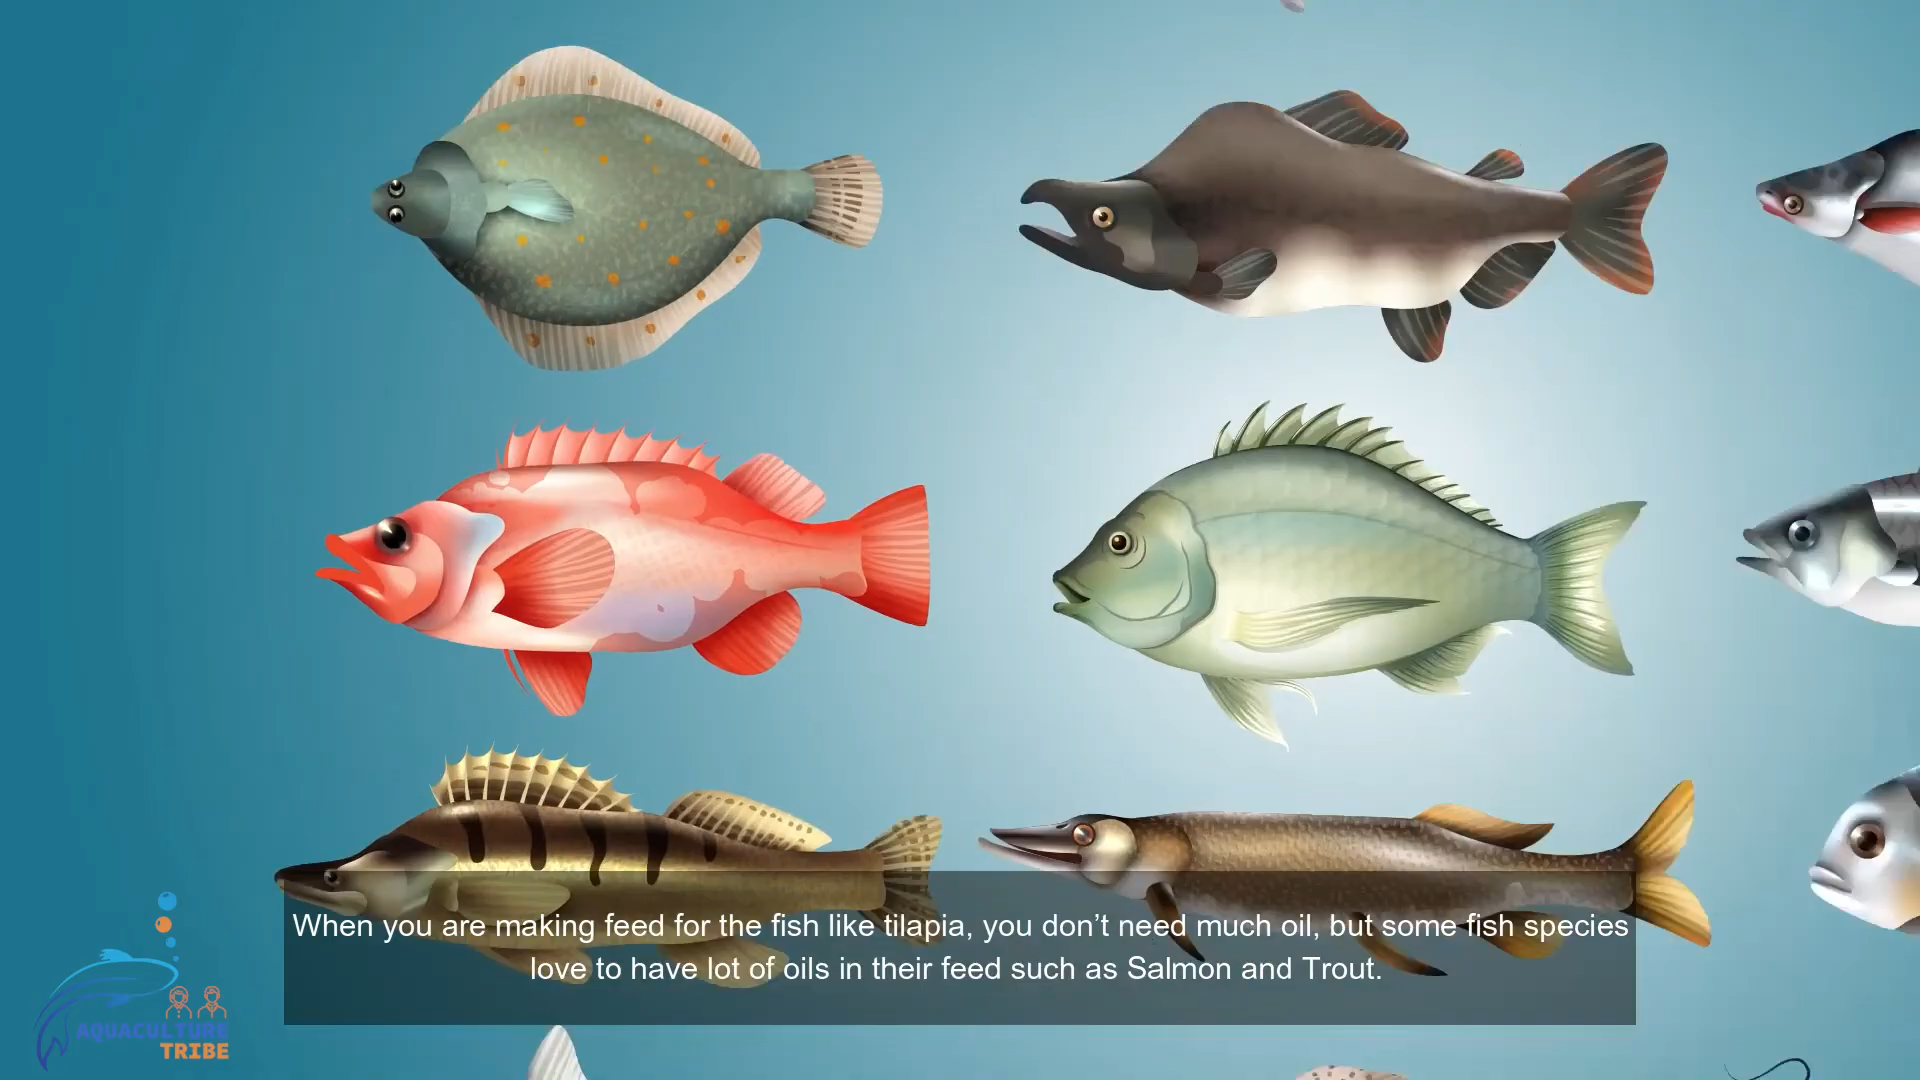 When you are making feed for the fish like tilapia, you don’t need much oil, but some fish species
love to have lot of oils in their feed such as Salmon and Trout.
AQUACULTURE
TRIBE